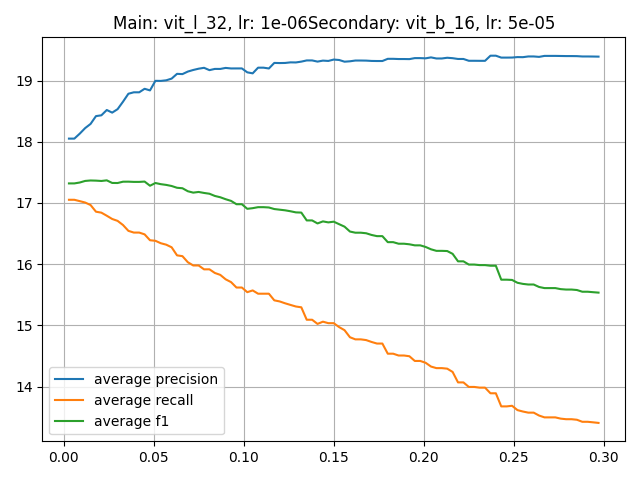 Main: vit_l_32, lr: 1e-06Secondary: vit_b_16, lr: 5e-05
19
18
17
16
15
14
average precision
average recall
average f1
0.00 0.05 0.10 0.15 0.20 0.25 0.30